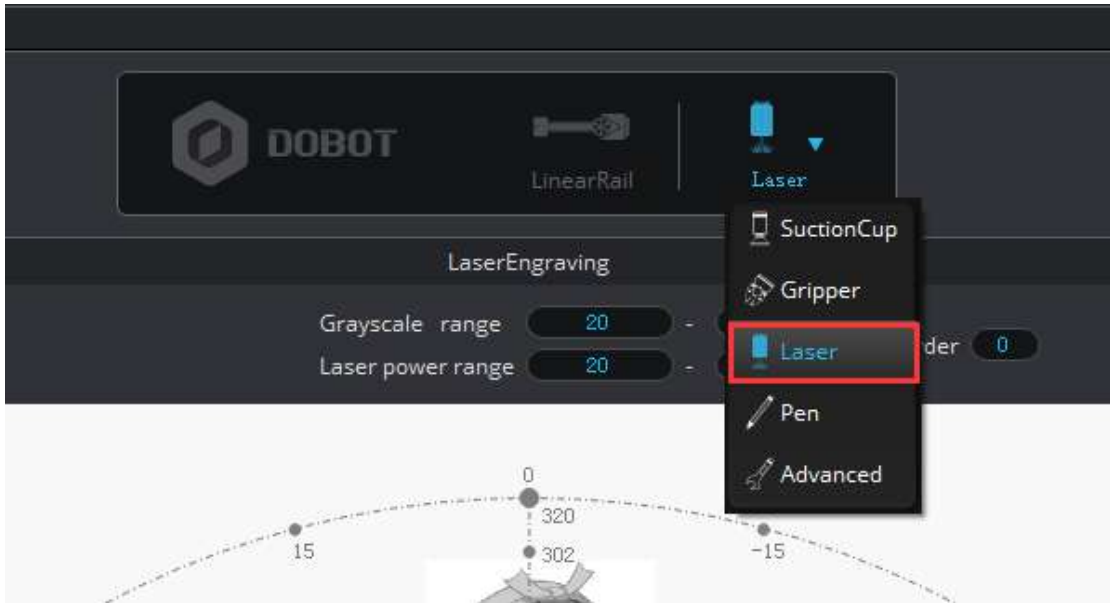 DOBOT
LinearRail
Laser
SuctionCup
LaserEngraving
Gripper
Grayscale range 20 -
Laser
der 0
Laser power range 20 -
Pen
Advanced
0
320
15
302
-15